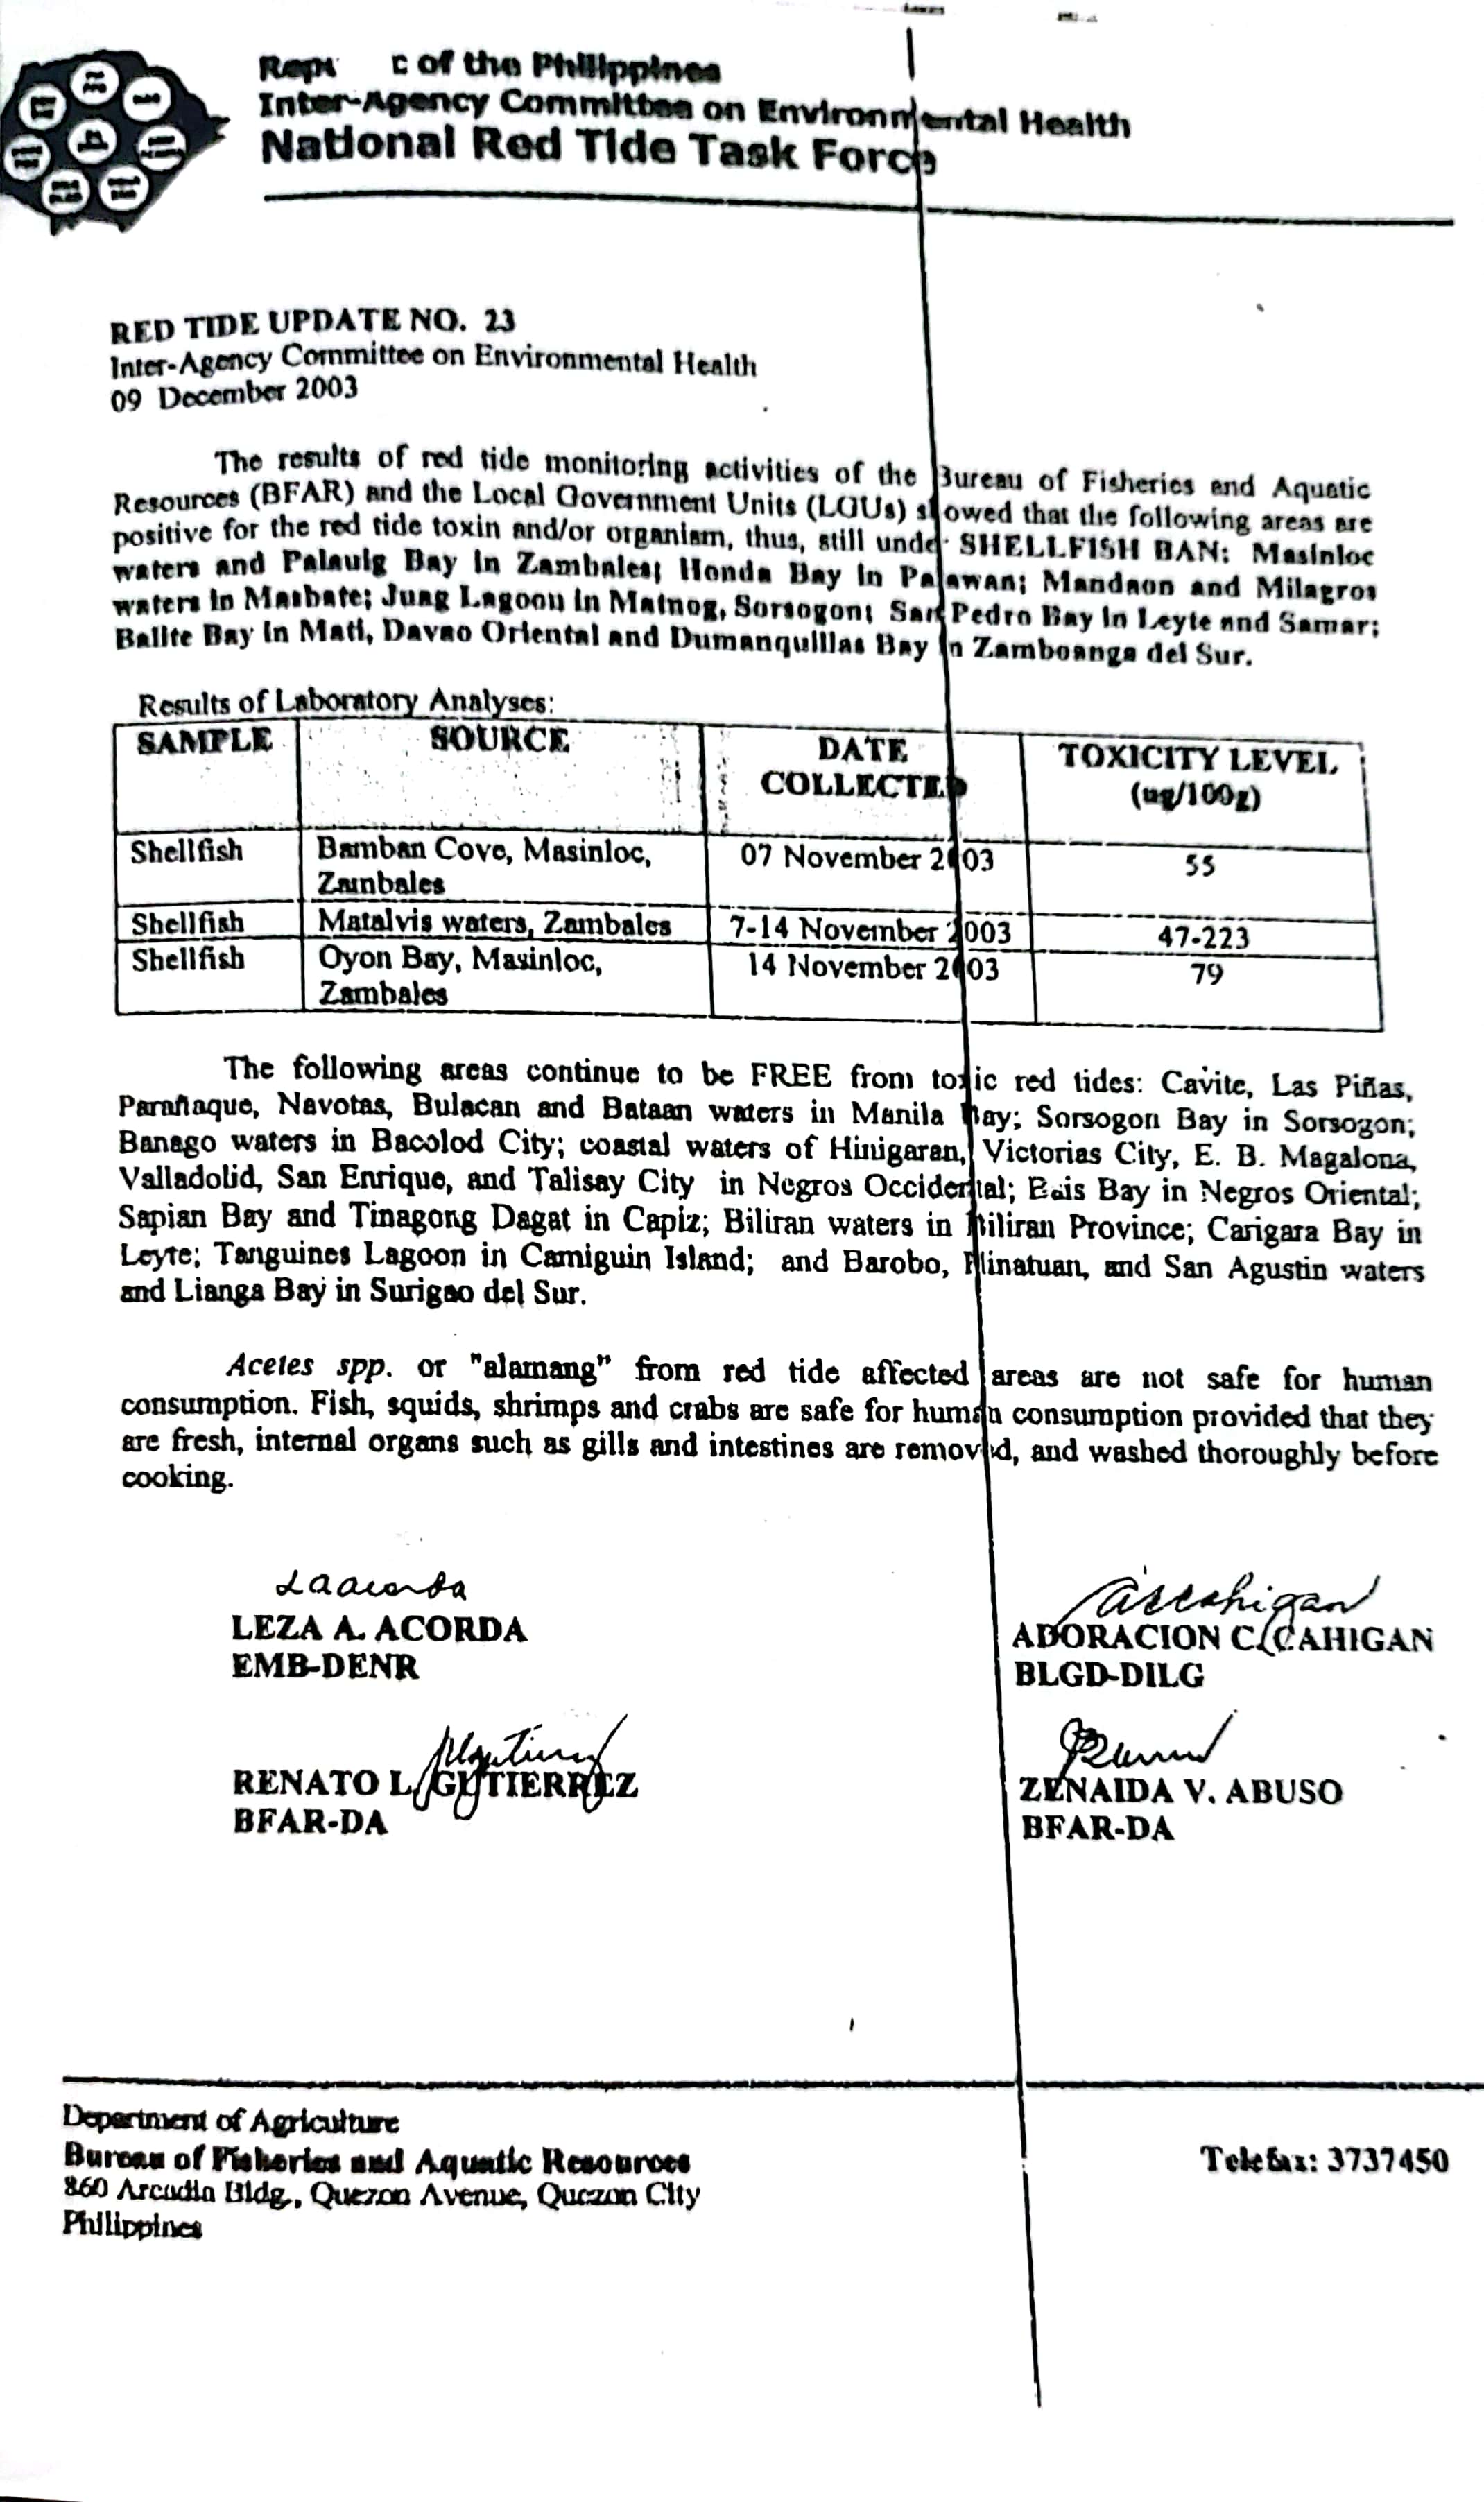 of the Philippines
Inter-Agency Committee on Environmental Health
National Red Tide Task Force
RED TIDE UPDATE NO. 23
Inter-Agency Committee on Environmental Health
09 December 2003
The results of red tide monitoring activities of the Bureau of Fisheries and Aquatic
Resources (BFAR) and the Local Government Units (LGUs) showed that the following areas are
positive for the red tide toxin and/or organism, thus, still under SHELLFISH BAN: Masinloc
waters and Palauig Bay in Zambales; Honda Bay in Palawan; Mandaon and Milagros
waters in Masbate; Juag Lagoon in Matnog, Sorsogon; San Pedro Bay in Leyte and Samar;
Balite Bay in Mati, Davao Oriental and Dumanquillas Bay in Zamboanga del Sur.
Results of Laboratory Analyses:
SAMPLE SOURCE DATE COLLECTED TOXICITY LEVEL (ug/100g)
Shellfish Bamban Cove, Masinloc, Zambales 07 November 2003 55
Shellfish Matalvis waters, Zambales 7-14 November 2003 47-223
Shellfish Oyon Bay, Masinloc, Zambales 14 November 2003 79
The following areas continue to be FREE from toxic red tides: Cavite, Las Piñas,
Parañaque, Navotas, Bulacan and Bataan waters in Manila Bay; Sorsogon Bay in Sorsogon;
Banago waters in Bacolod City; coastal waters of Hinigaran, Victorias City, E. B. Magalona,
Valladolid, San Enrique, and Talisay City in Negros Occidental; Bais Bay in Negros Oriental;
Sapian Bay and Tinagong Dagat in Capiz; Biliran waters in Biliran Province; Carigara Bay in
Leyte; Tanguines Lagoon in Camiguin Island; and Barobo, Hinatuan, and San Agustin waters
and Lianga Bay in Surigao del Sur.
Acetes spp. or "alamang" from red tide affected areas are not safe for human
consumption. Fish, squids, shrimps and crabs are safe for human consumption provided that they
are fresh, internal organs such as gills and intestines are removed, and washed thoroughly before
cooking.
LEZA A. ACORDA
EMB-DENR
ADORACION C. CAHIGAN
BLGD-DILG
RENATO L. GUTIERREZ
BFAR-DA
ZENAIDA V. ABUSO
BFAR-DA
Department of Agriculture
Bureau of Fisheries and Aquatic Resources
860 Arcadia Bldg., Quezon Avenue, Quezon City
Philippines
Telefax: 3737450